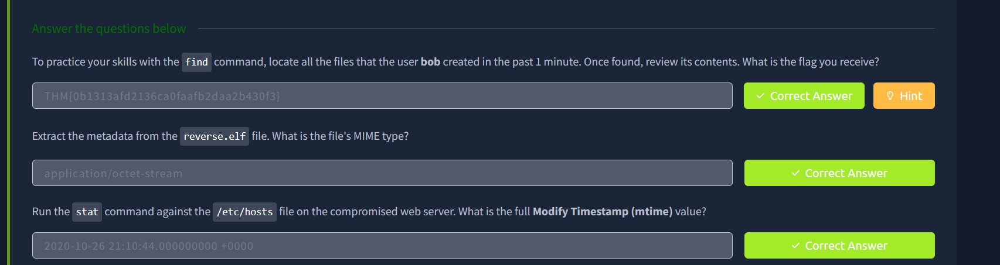 Answer the questions below
To practice your skills with the find command, locate all the files that the user bob created in the past 1 minute. Once found, review its contents. What is the flag you receive?
THM{0b1313afd2136ca0faafb2daa2b430f3}
Correct Answer
Hint
Extract the metadata from the reverse.elf file. What is the file's MIME type?
application/octet-stream
Correct Answer
Run the stat command against the /etc/hosts file on the compromised web server. What is the full Modify Timestamp (mtime) value?
2020-10-26 21:10:44.000000000 +0000
Correct Answer